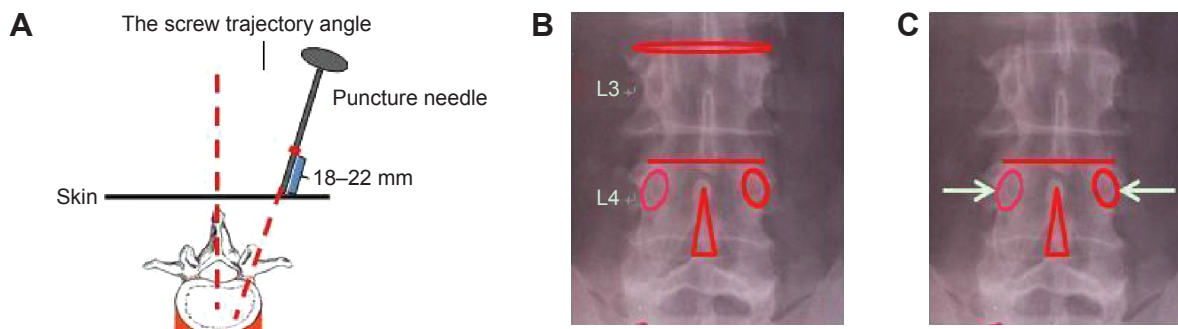 A
The screw trajectory angle
Puncture needle
18–22 mm
Skin
B
L3
L4
C